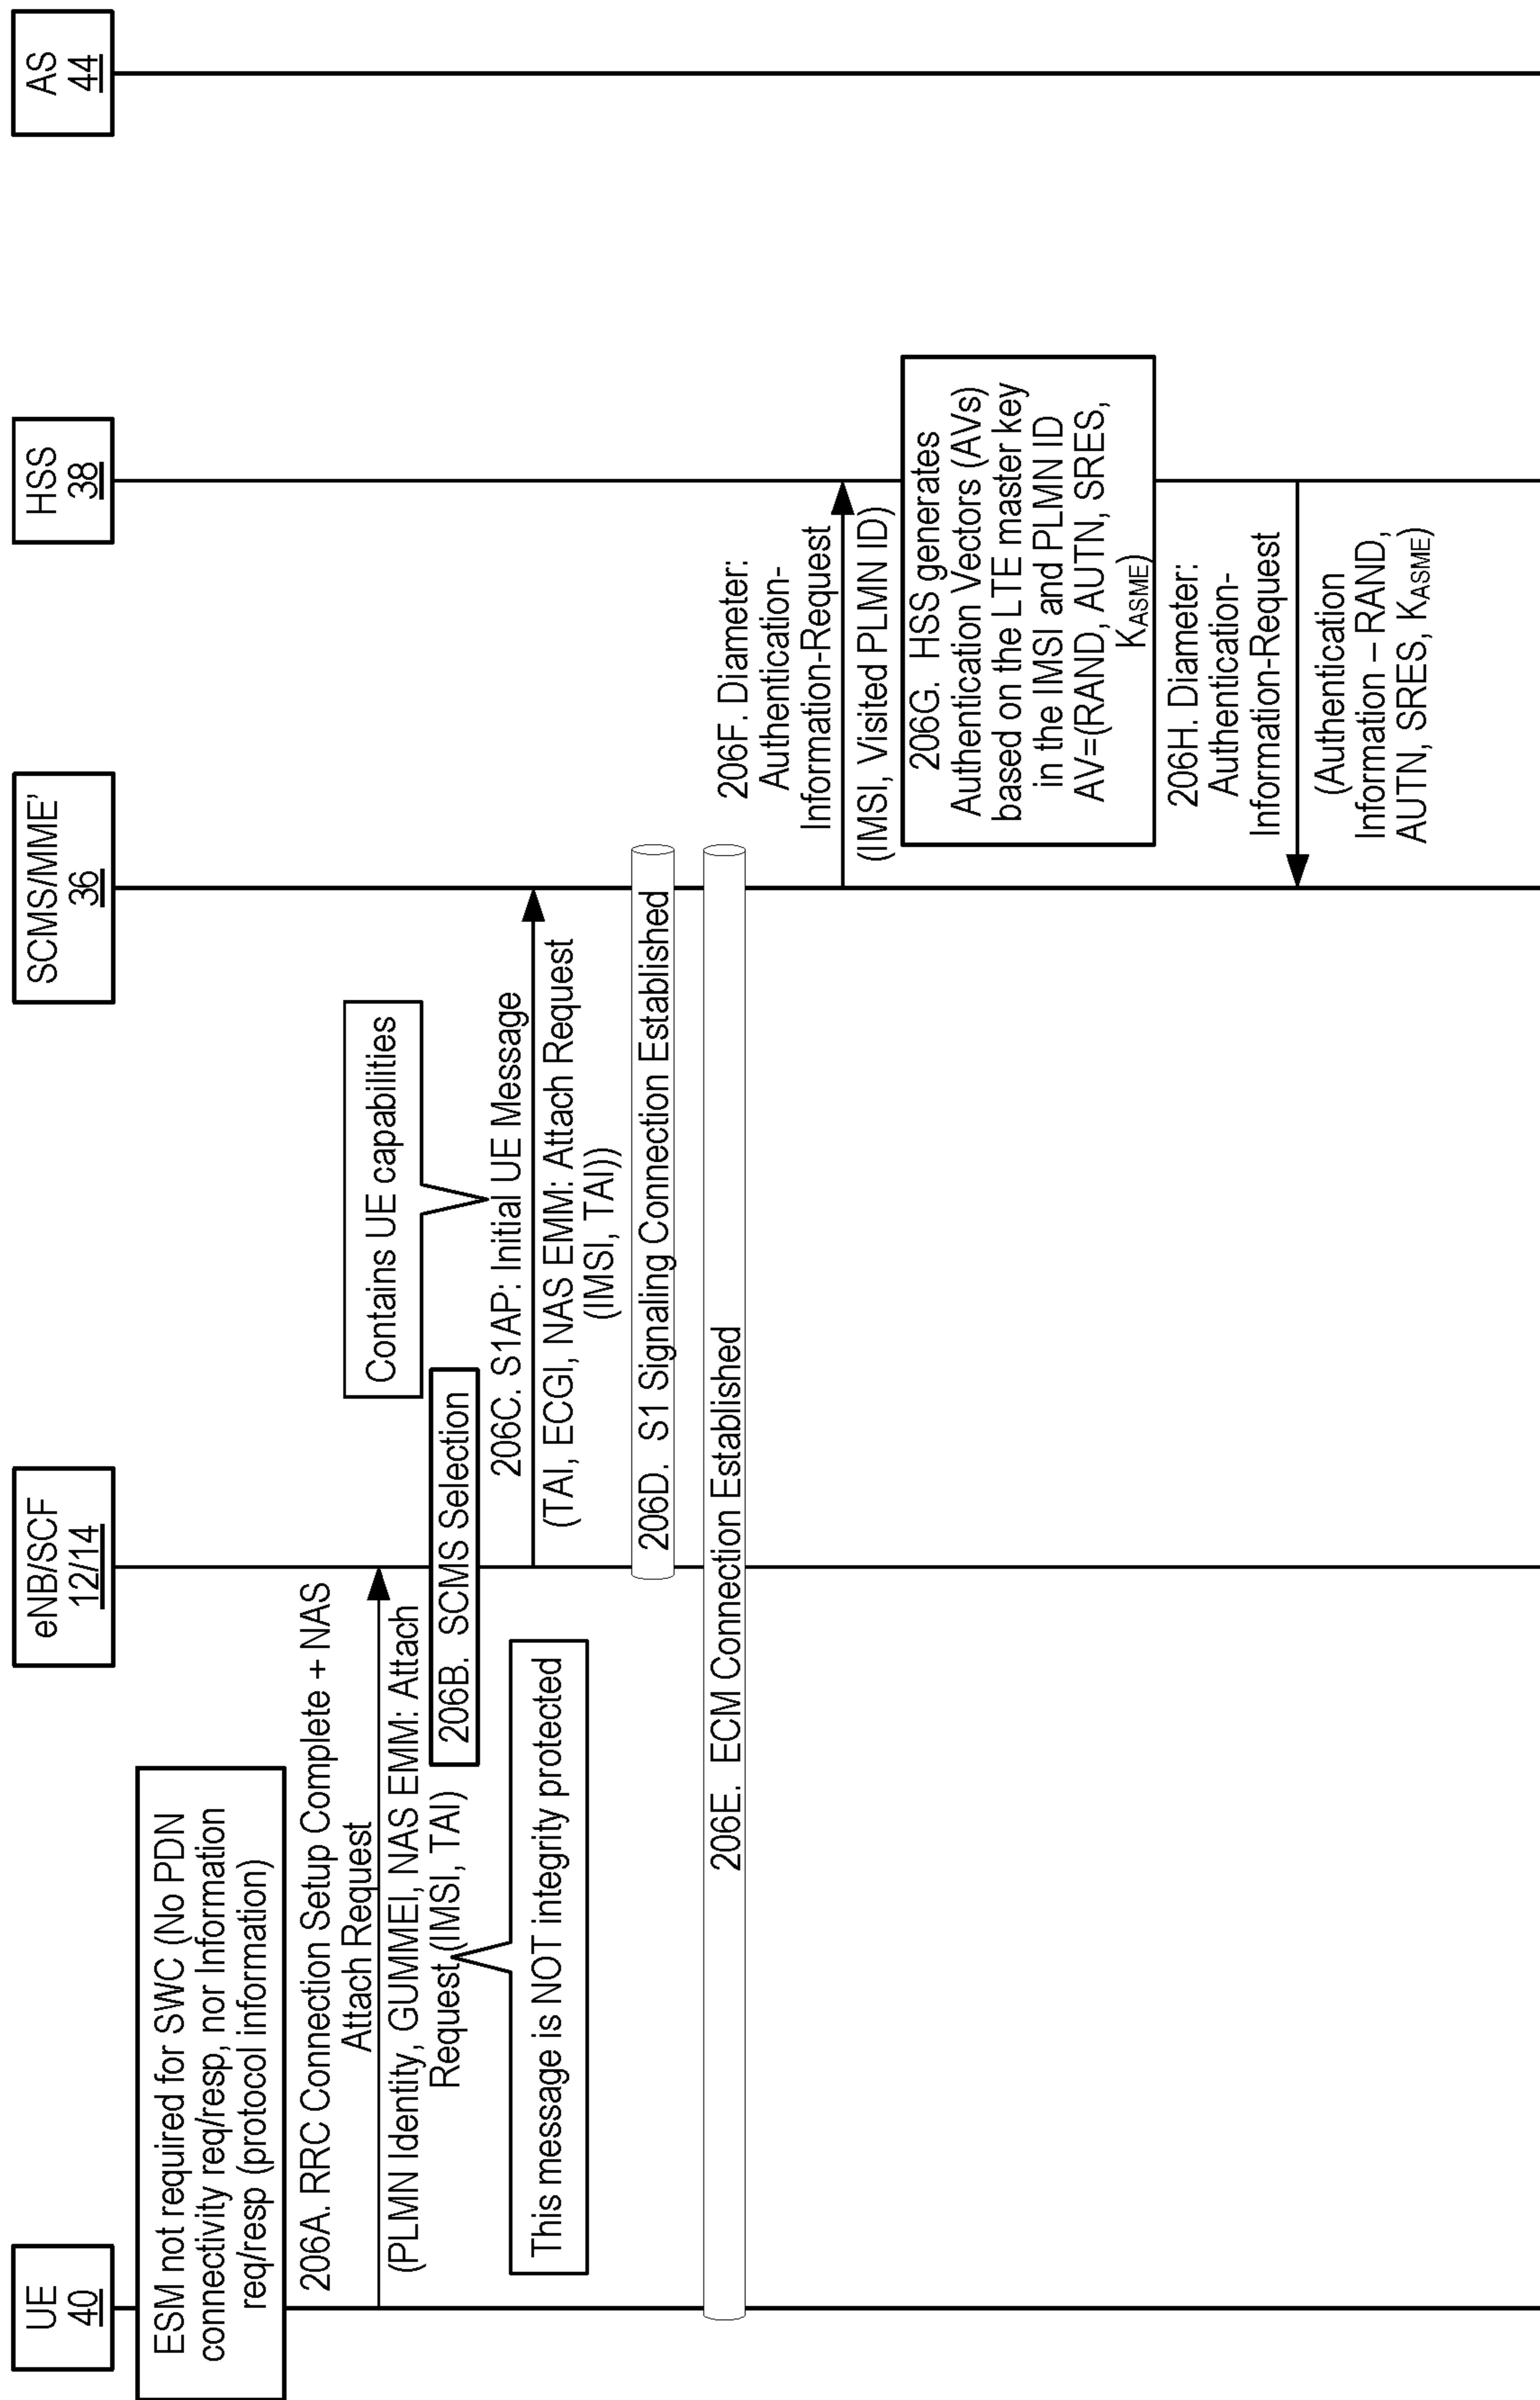 UE
40
eNB/SCF
12/14
SCMS/MME'
36
HSS
38
AS
44
ESM not required for SWC (No PDN
connectivity req/resp, nor Information
req/resp (protocol information)
206A. RRC Connection Setup Complete + NAS
Attach Request
(PLMN Identity, GUMMEI, NAS EMM: Attach
Request (IMSI, TAI)
This message is NOT integrity protected
206B. SCMS Selection
Contains UE capabilities
206C. S1AP: Initial UE Message
(TAI, ECGI, NAS EMM: Attach Request
(IMSI, TAI))
206D. S1 Signaling Connection Established
206E. ECM Connection Established
206F. Diameter:
Authentication-
Information-Request
(IMSI, Visited PLMN ID)
206G. HSS generates
Authentication Vectors (AVs)
based on the LTE master key
in the IMSI and PLMN ID
AV=(RAND, AUTN, SRES,
KASME)
206H. Diameter:
Authentication-
Information-Request
(Authentication
Information – RAND,
AUTN, SRES, KASME)